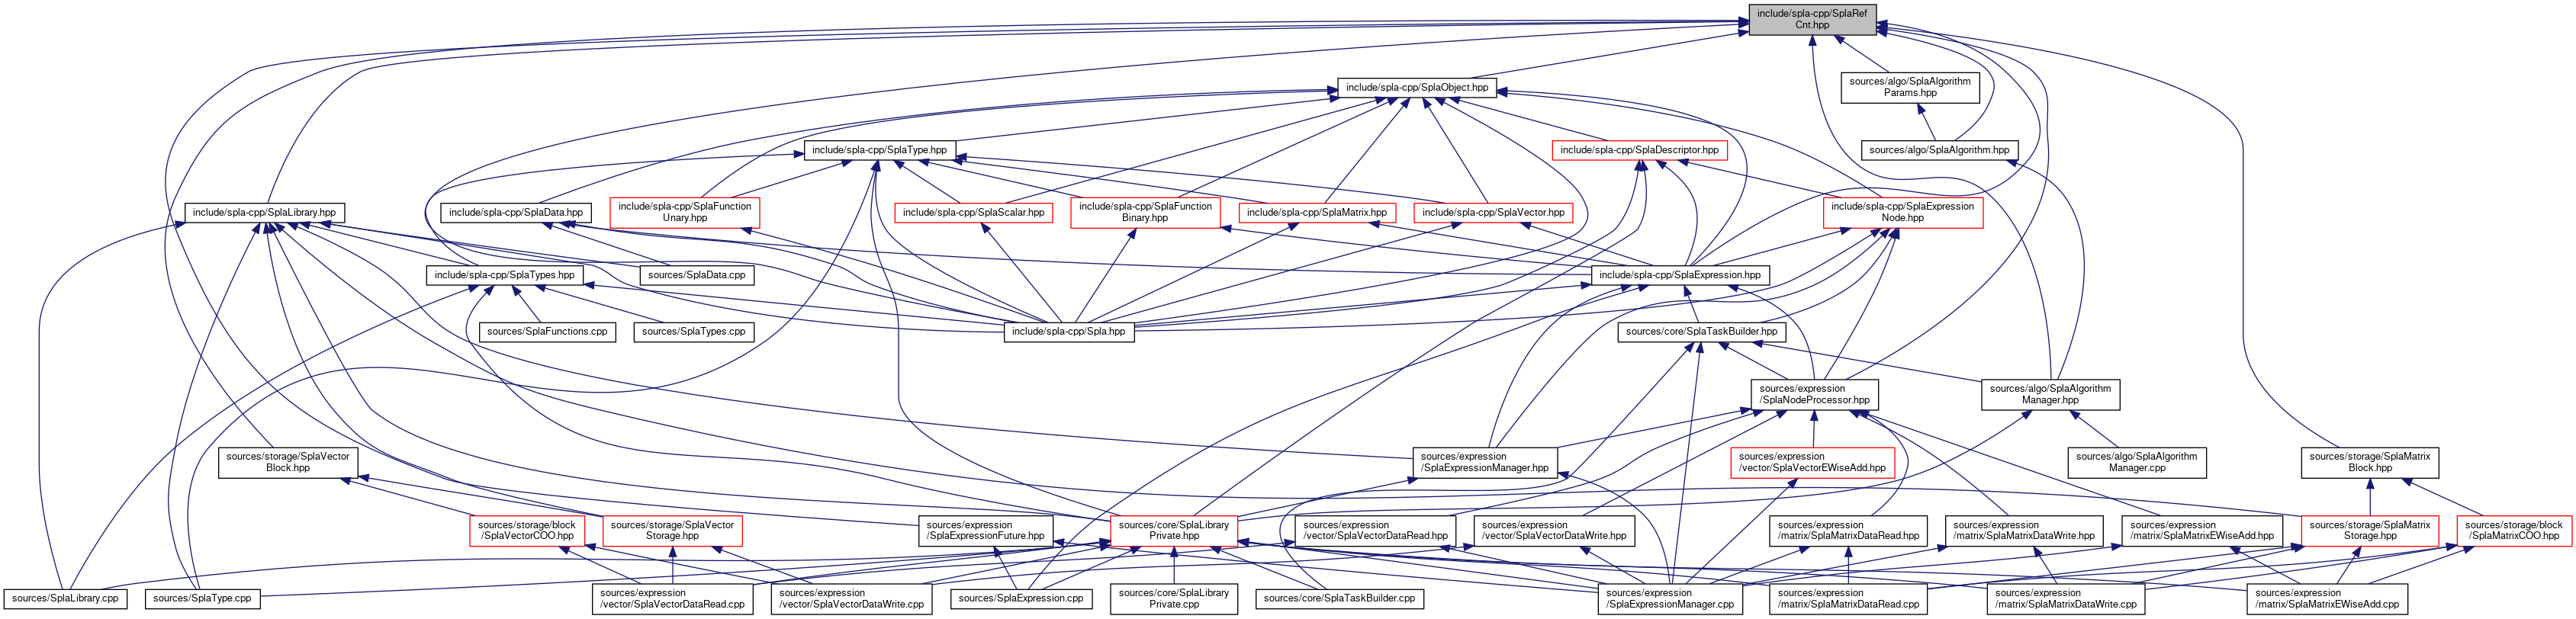 include/spla-cpp/SplaRef
Cnt.hpp
include/spla-cpp/SplaObject.hpp
sources/algo/SplaAlgorithm
Params.hpp
include/spla-cpp/SplaType.hpp
include/spla-cpp/SplaDescriptor.hpp
sources/algo/SplaAlgorithm.hpp
include/spla-cpp/SplaLibrary.hpp
include/spla-cpp/SplaData.hpp
include/spla-cpp/SplaFunction
Unary.hpp
include/spla-cpp/SplaScalar.hpp
include/spla-cpp/SplaFunction
Binary.hpp
include/spla-cpp/SplaMatrix.hpp
include/spla-cpp/SplaVector.hpp
include/spla-cpp/SplaExpression
Node.hpp
include/spla-cpp/SplaTypes.hpp
sources/SplaData.cpp
include/spla-cpp/SplaExpression.hpp
sources/SplaFunctions.cpp
sources/SplaTypes.cpp
include/spla-cpp/Spla.hpp
sources/core/SplaTaskBuilder.hpp
sources/expression
/SplaNodeProcessor.hpp
sources/algo/SplaAlgorithm
Manager.hpp
sources/storage/SplaVector
Block.hpp
sources/expression
/SplaExpressionManager.hpp
sources/expression
/vector/SplaVectorEWiseAdd.hpp
sources/algo/SplaAlgorithm
Manager.cpp
sources/storage/SplaMatrix
Block.hpp
sources/storage/block
/SplaVectorCOO.hpp
sources/storage/SplaVector
Storage.hpp
sources/expression
/SplaExpressionFuture.hpp
sources/core/SplaLibrary
Private.hpp
sources/expression
/vector/SplaVectorDataRead.hpp
sources/expression
/vector/SplaVectorDataWrite.hpp
sources/expression
/matrix/SplaMatrixDataRead.hpp
sources/expression
/matrix/SplaMatrixDataWrite.hpp
sources/expression
/matrix/SplaMatrixEWiseAdd.hpp
sources/storage/SplaMatrix
Storage.hpp
sources/storage/block
/SplaMatrixCOO.hpp
sources/SplaLibrary.cpp
sources/SplaType.cpp
sources/expression
/vector/SplaVectorDataRead.cpp
sources/expression
/vector/SplaVectorDataWrite.cpp
sources/SplaExpression.cpp
sources/core/SplaLibrary
Private.cpp
sources/core/SplaTaskBuilder.cpp
sources/expression
/SplaExpressionManager.cpp
sources/expression
/matrix/SplaMatrixDataRead.cpp
sources/expression
/matrix/SplaMatrixDataWrite.cpp
sources/expression
/matrix/SplaMatrixEWiseAdd.cpp